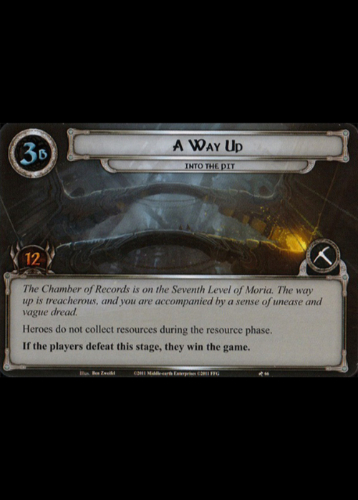 3B
A Way Up
Into the Pit
12
The Chamber of Records is on the Seventh Level of Moria. The way
up is treacherous, and you are accompanied by a sense of unease and
vague dread.
Heroes do not collect resources during the resource phase.
If the players defeat this stage, they win the game.
Illus. Ben Zweifel ©2011 Middle-earth Enterprises ©2011 FFG